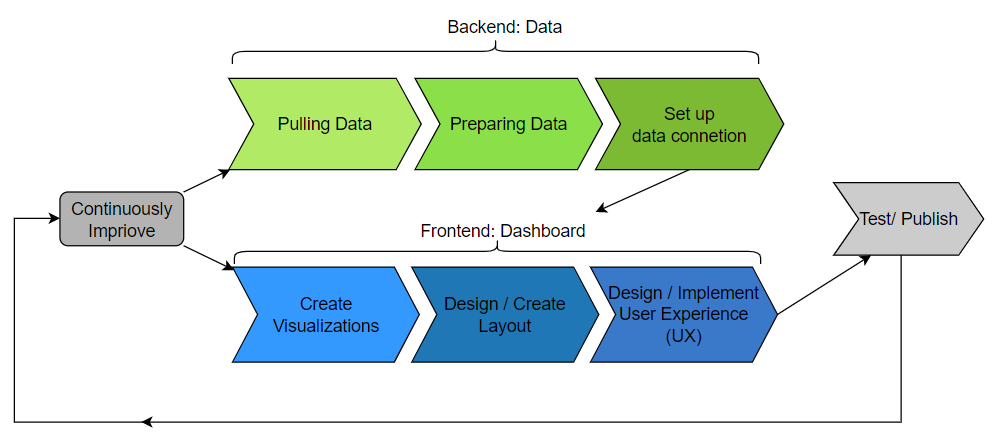 Backend: Data
Pulling Data
Preparing Data
Set up
data connetion
Continuously
Impriove
Frontend: Dashboard
Test/ Publish
Create
Visualizations
Design / Create
Layout
Design / Implement
User Experience
(UX)